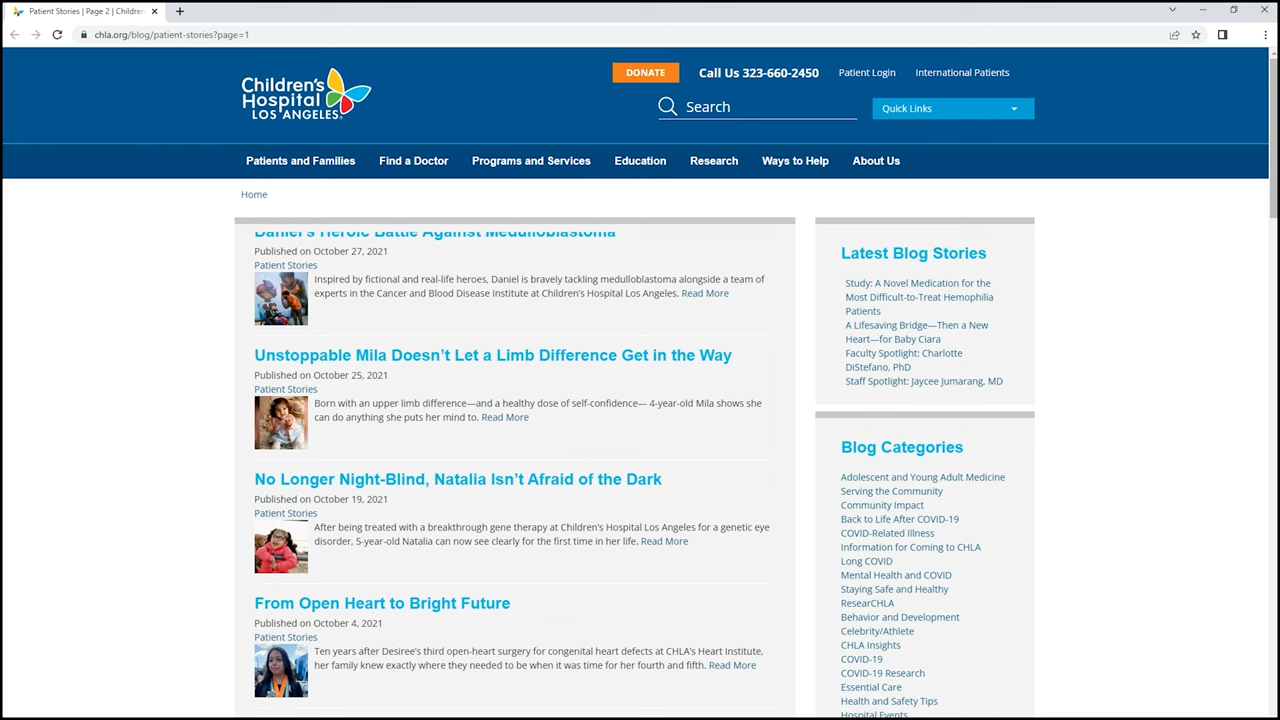 Patient Stories | Page 2 | Childre
chla.org/blog/patient-stories?page=1
Children's
Hospital
LOS ANGELES
DONATE
Call Us 323-660-2450
Patient Login
International Patients
Search
Quick Links
Patients and Families
Find a Doctor
Programs and Services
Education
Research
Ways to Help
About Us
Home
Daniel's Heroic Battle Against Medulloblastoma
Published on October 27, 2021
Patient Stories
Inspired by fictional and real-life heroes, Daniel is bravely tackling medulloblastoma alongside a team of
experts in the Cancer and Blood Disease Institute at Children's Hospital Los Angeles. Read More
Unstoppable Mila Doesn't Let a Limb Difference Get in the Way
Published on October 25, 2021
Patient Stories
Born with an upper limb difference—and a healthy dose of self-confidence— 4-year-old Mila shows she
can do anything she puts her mind to. Read More
No Longer Night-Blind, Natalia Isn't Afraid of the Dark
Published on October 19, 2021
Patient Stories
After being treated with a breakthrough gene therapy at Children's Hospital Los Angeles for a genetic eye
disorder, 5-year-old Natalia can now see clearly for the first time in her life. Read More
From Open Heart to Bright Future
Published on October 4, 2021
Patient Stories
Ten years after Desiree's third open-heart surgery for congenital heart defects at CHLA's Heart Institute,
her family knew exactly where they needed to be when it was time for her fourth and fifth. Read More
Latest Blog Stories
Study: A Novel Medication for the
Most Difficult-to-Treat Hemophilia
Patients
A Lifesaving Bridge—Then a New
Heart—for Baby Ciara
Faculty Spotlight: Charlotte
DiStefano, PhD
Staff Spotlight: Jaycee Jumarang, MD
Blog Categories
Adolescent and Young Adult Medicine
Serving the Community
Community Impact
Back to Life After COVID-19
COVID-Related Illness
Information for Coming to CHLA
Long COVID
Mental Health and COVID
Staying Safe and Healthy
ResearCHLA
Behavior and Development
Celebrity/Athlete
CHLA Insights
COVID-19
COVID-19 Research
Essential Care
Health and Safety Tips
Hospital Events